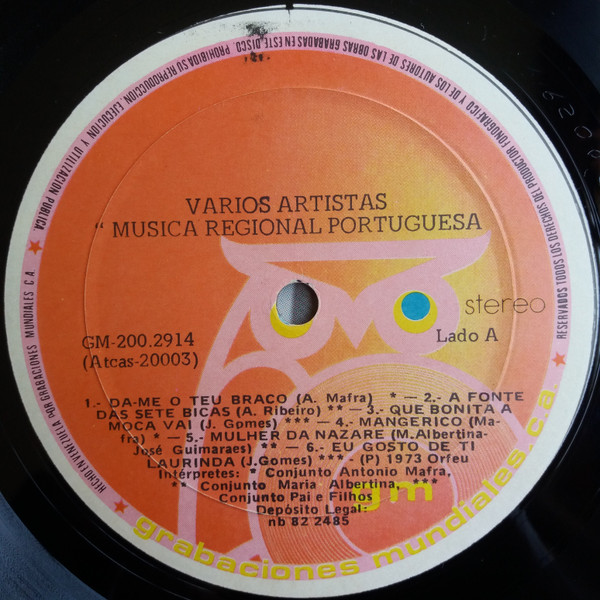 RESERVADOS TODOS LOS DERECHOS DEL PRODUCTOR FONOGRAFICO Y DE LOS AUTORES DE LAS OBRAS GRABADAS EN ESTE DISCO. PROHIBIDA SU REPRODUCCION, EJECUCION Y UTILIZACION PUBLICA.
HECHO EN VENEZUELA POR GRABACIONES MUNDIALES C.A.
VARIOS ARTISTAS
" MUSICA REGIONAL PORTUGUESA
stereo
GM-200.2914
(Atcas-20003)
Lado A
1.- DA-ME O TEU BRACO (A. Mafra) * — 2.- A FONTE
DAS SETE BICAS (A. Ribeiro) ** — 3.- QUE BONITA A
MOCA VAI (J. Gomes) *** — 4.- MANGERICO (Ma-
fra) * — 5.- MULHER DA NAZARE (M.Albertina-
José Guimaraes) ** — 6.- EU GOSTO DE TI
LAURINDA (J.Gomes) *** - (P) 1973 Orfeu
Intérpretes: * Conjunto Antonio Mafra,
** Conjunto Maria Albertina, ***
Conjunto Pai e Filhos
Depósito Legal:
nb 82 2485
gm
grabaciones mundiales c.a.